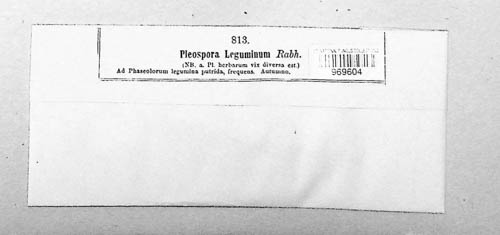 813.
Pleospora Leguminum Rabh.
(NB. a. Pl. herbarum vix diversa est.)
Ad Phaseolorum legumina putrida, frequens. Autumno.
969604